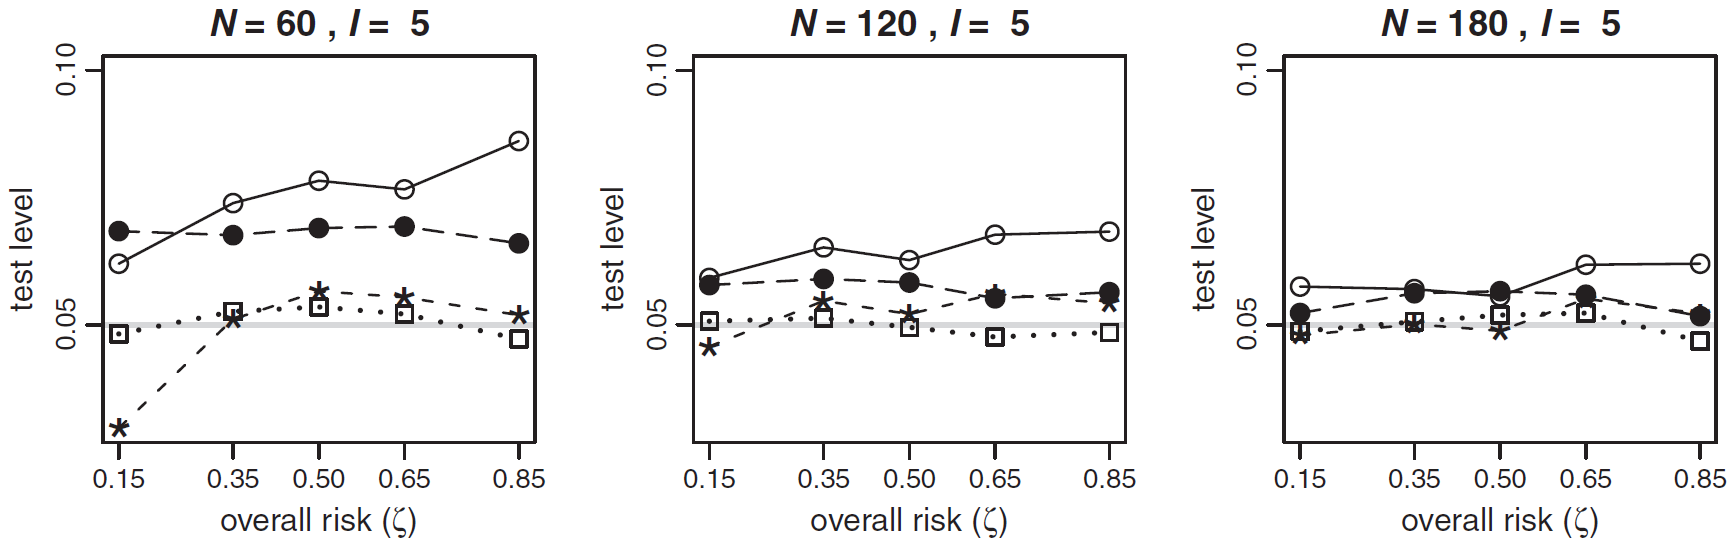 N = 60 , I = 5
0.10
0.05
test level
0.15 0.35 0.50 0.65 0.85
overall risk (ζ)
N = 120 , I = 5
0.10
0.05
test level
0.15 0.35 0.50 0.65 0.85
overall risk (ζ)
N = 180 , I = 5
0.10
0.05
test level
0.15 0.35 0.50 0.65 0.85
overall risk (ζ)